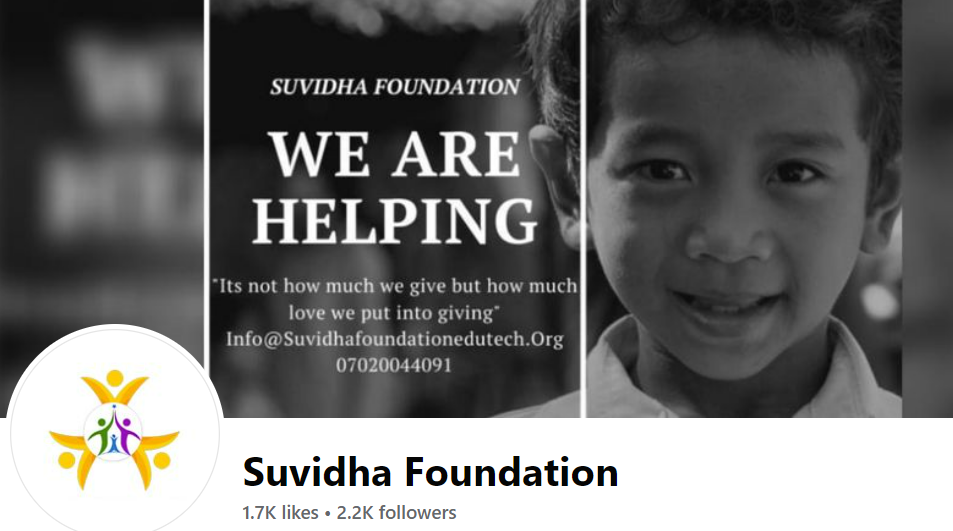 SUVIDHA FOUNDATION
WE ARE
HELPING
"Its not how much we give but how much
love we put into giving"
Info@Suvidhafoundationedutech.Org
07020044091
Suvidha Foundation
1.7K likes • 2.2K followers